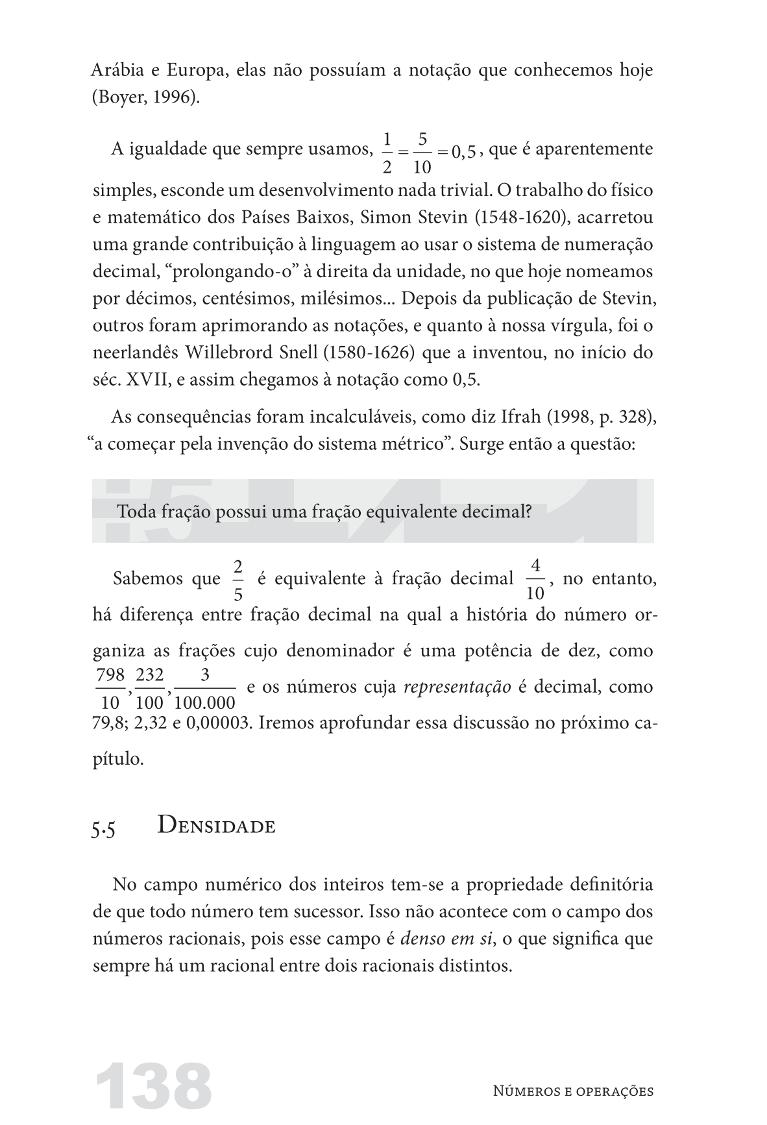 Arábia e Europa, elas não possuíam a notação que conhecemos hoje
(Boyer, 1996).
A igualdade que sempre usamos, 1/2 = 5/10 = 0,5, que é aparentemente
simples, esconde um desenvolvimento nada trivial. O trabalho do físico
e matemático dos Países Baixos, Simon Stevin (1548-1620), acarretou
uma grande contribuição à linguagem ao usar o sistema de numeração
decimal, “prolongando-o” à direita da unidade, no que hoje nomeamos
por décimos, centésimos, milésimos... Depois da publicação de Stevin,
outros foram aprimorando as notações, e quanto à nossa vírgula, foi o
neerlandês Willebrord Snell (1580-1626) que a inventou, no início do
séc. XVII, e assim chegamos à notação como 0,5.
As consequências foram incalculáveis, como diz Ifrah (1998, p. 328),
“a começar pela invenção do sistema métrico”. Surge então a questão:
Toda fração possui uma fração equivalente decimal?
Sabemos que 2/5 é equivalente à fração decimal 4/10, no entanto,
há diferença entre fração decimal na qual a história do número or-
ganiza as frações cujo denominador é uma potência de dez, como
798/10, 232/100, 3/100.000 e os números cuja representação é decimal, como
79,8; 2,32 e 0,00003. Iremos aprofundar essa discussão no próximo ca-
pítulo.
5.5 Densidade
No campo numérico dos inteiros tem-se a propriedade definitória
de que todo número tem sucessor. Isso não acontece com o campo dos
números racionais, pois esse campo é denso em si, o que significa que
sempre há um racional entre dois racionais distintos.
138
Números e operações